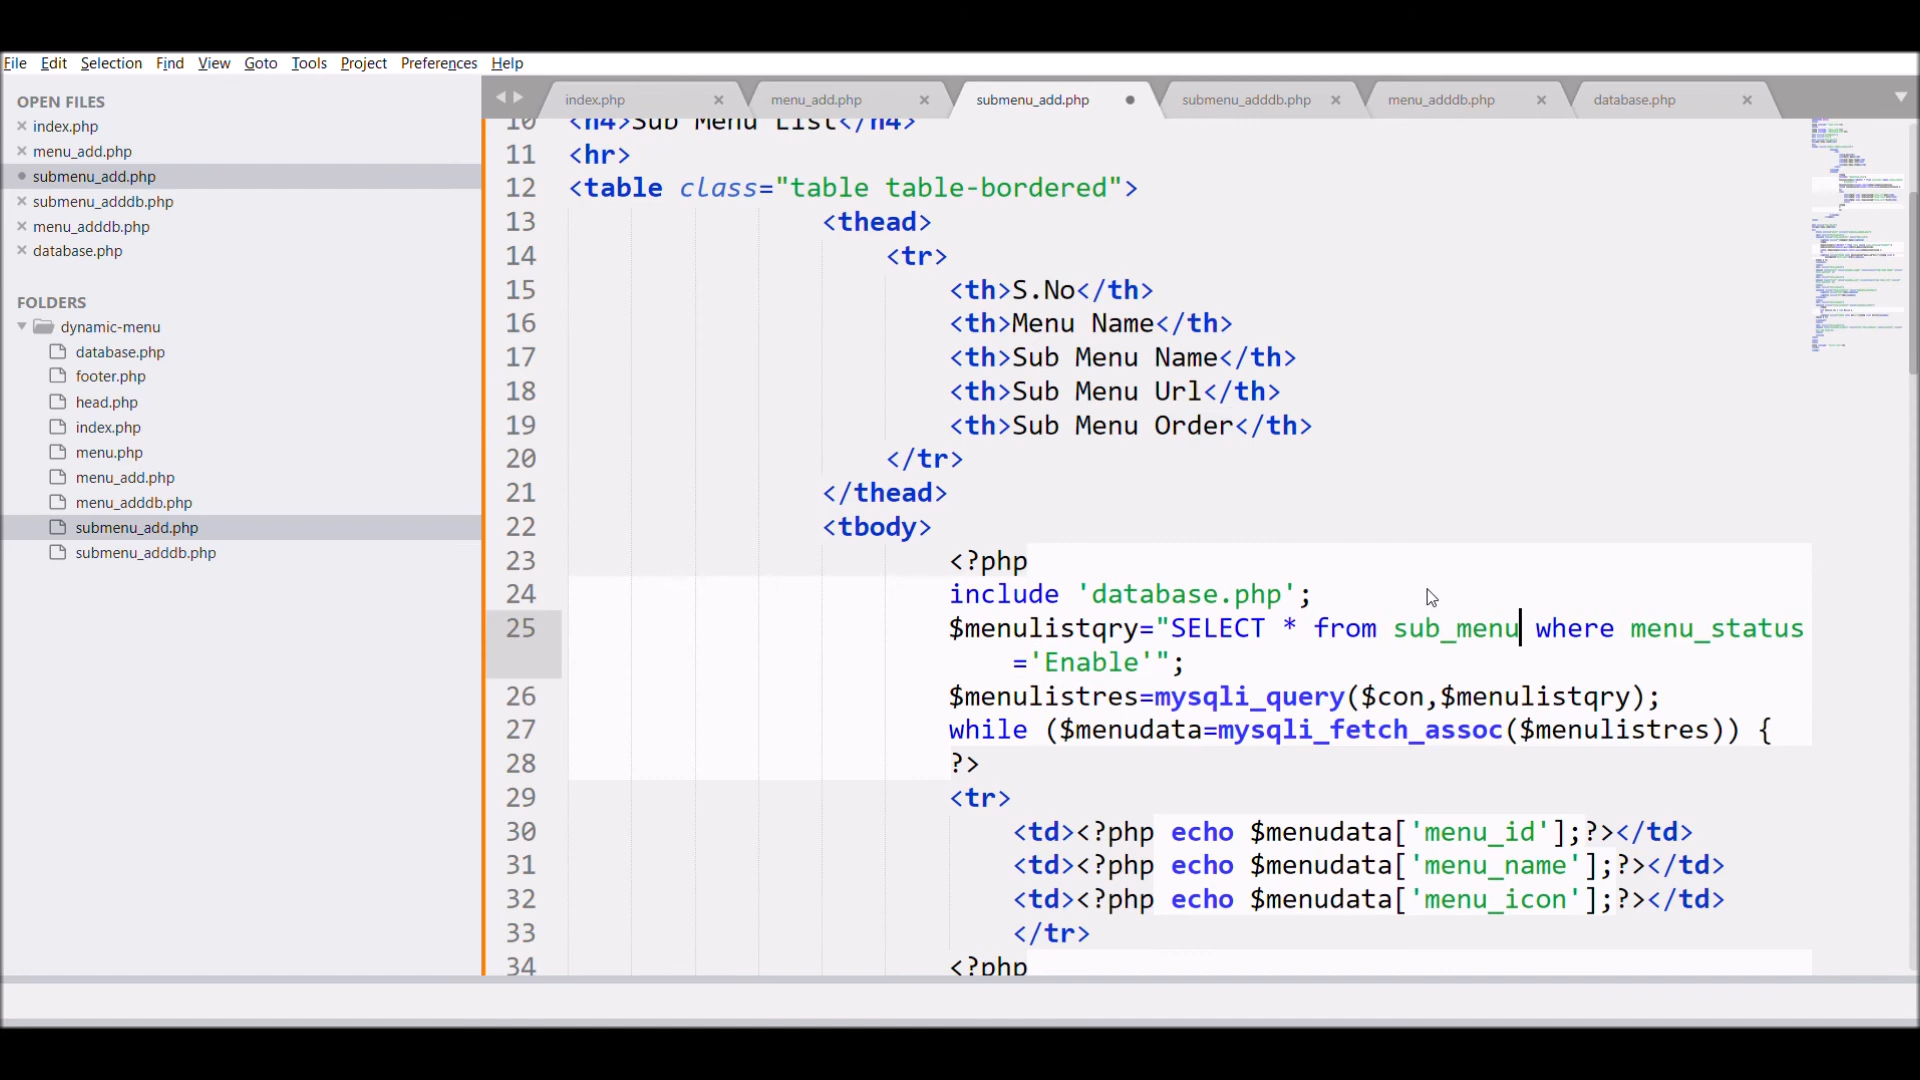 File Edit Selection Find View Goto Tools Project Preferences Help
OPEN FILES
index.php
menu_add.php
submenu_add.php
submenu_adddb.php
menu_adddb.php
database.php
FOLDERS
dynamic-menu
database.php
footer.php
head.php
index.php
menu.php
menu_add.php
menu_adddb.php
submenu_add.php
submenu_adddb.php
index.php menu_add.php submenu_add.php submenu_adddb.php menu_adddb.php database.php
10 <h4>Sub Menu List</h4>
11 <hr>
12 <table class="table table-bordered">
13 <thead>
14 <tr>
15 <th>S.No</th>
16 <th>Menu Name</th>
17 <th>Sub Menu Name</th>
18 <th>Sub Menu Url</th>
19 <th>Sub Menu Order</th>
20 </tr>
21 </thead>
22 <tbody>
23 <?php
24 include 'database.php';
25 $menulistqry="SELECT * from sub_menu where menu_status
='Enable'";
26 $menulistres=mysqli_query($con,$menulistqry);
27 while ($menudata=mysqli_fetch_assoc($menulistres)) {
28 ?>
29 <tr>
30 <td><?php echo $menudata['menu_id'];?></td>
31 <td><?php echo $menudata['menu_name'];?></td>
32 <td><?php echo $menudata['menu_icon'];?></td>
33 </tr>
34 <?php